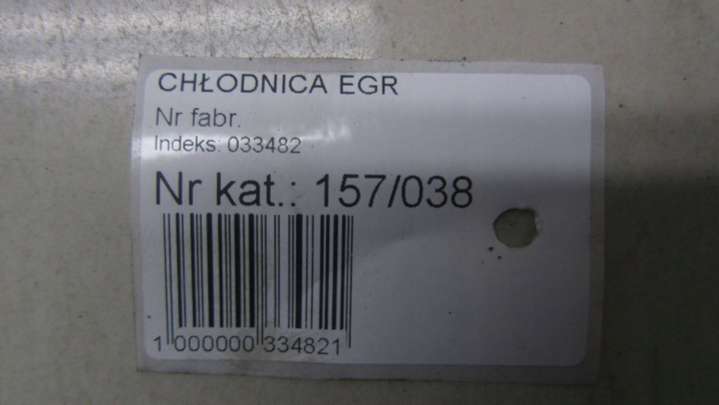 CHŁODNICA EGR
Nr fabr.
Indeks: 033482
Nr kat.: 157/038
1 000000 334821